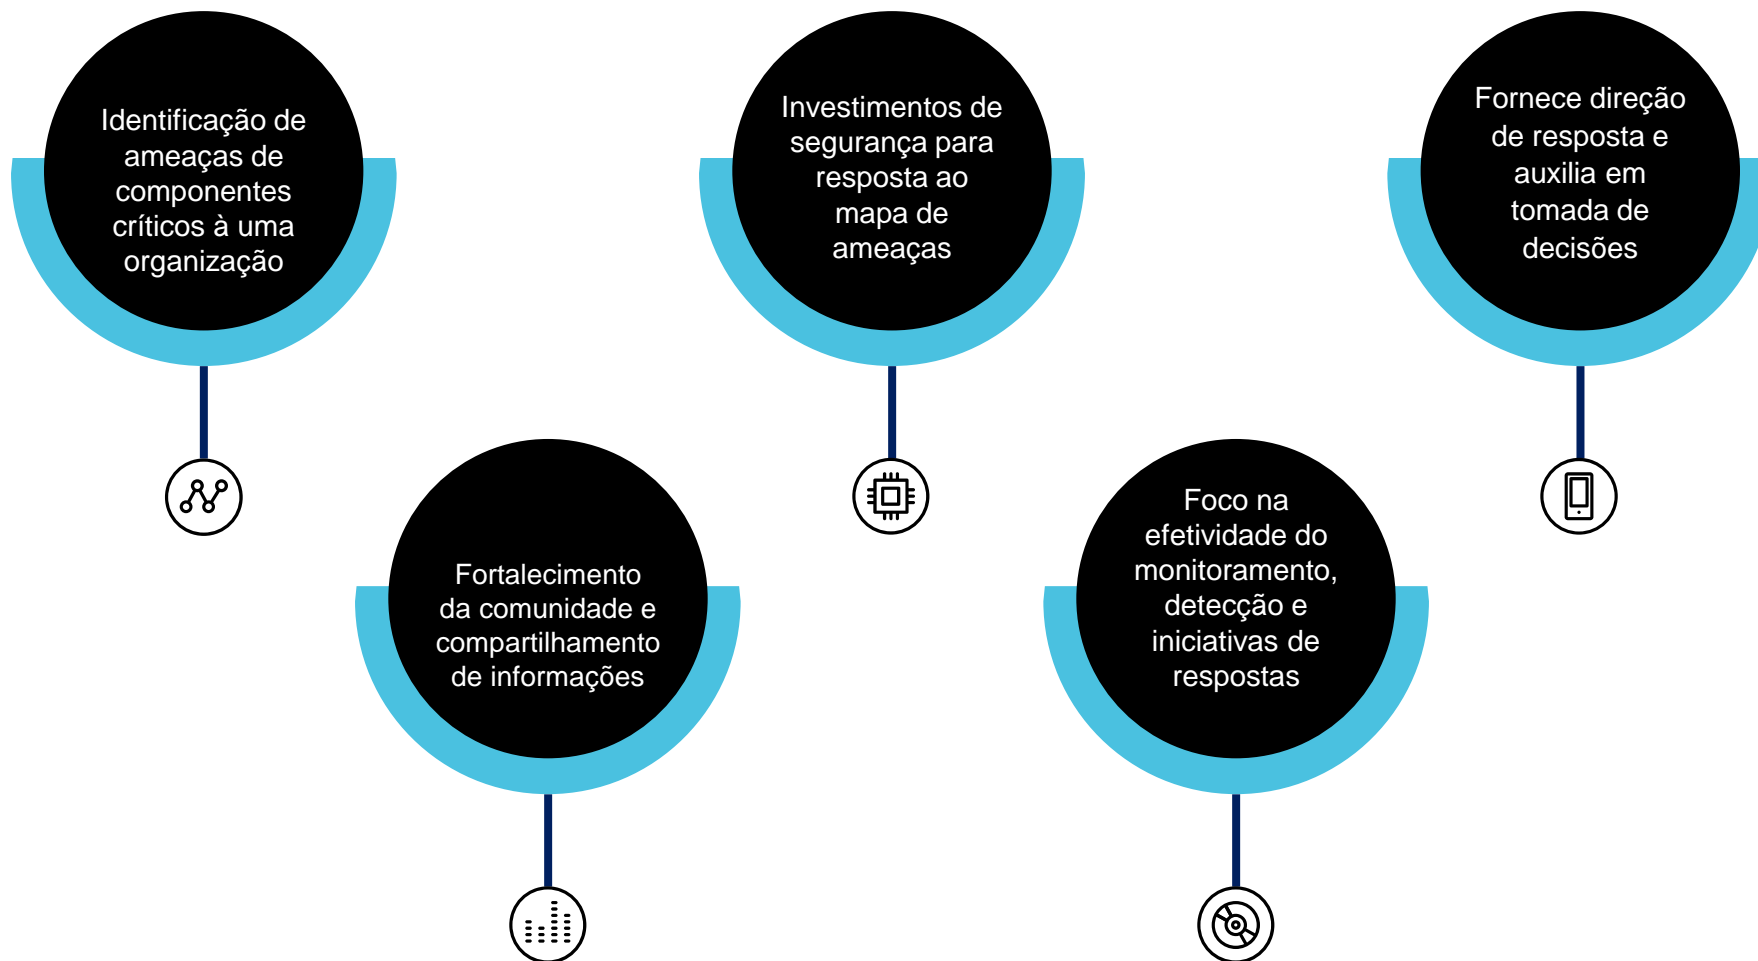 Identificação de
ameaças de
componentes
críticos à uma
organização
Fortalecimento
da comunidade e
compartilhamento
de informações
Investimentos de
segurança para
resposta ao
mapa de
ameaças
Foco na
efetividade do
monitoramento,
detecção e
iniciativas de
respostas
Fornece direção
de resposta e
auxilia em
tomada de
decisões